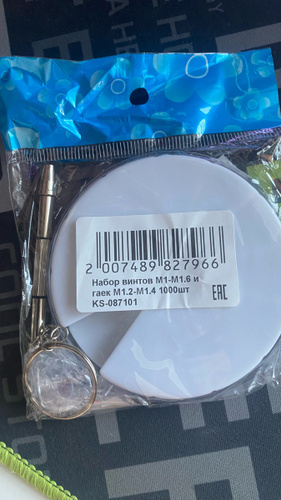 2 007489 827966
Набор винтов М1-М1.6 и
гаек М1.2-М1.4 1000шт
KS-087101
EAC